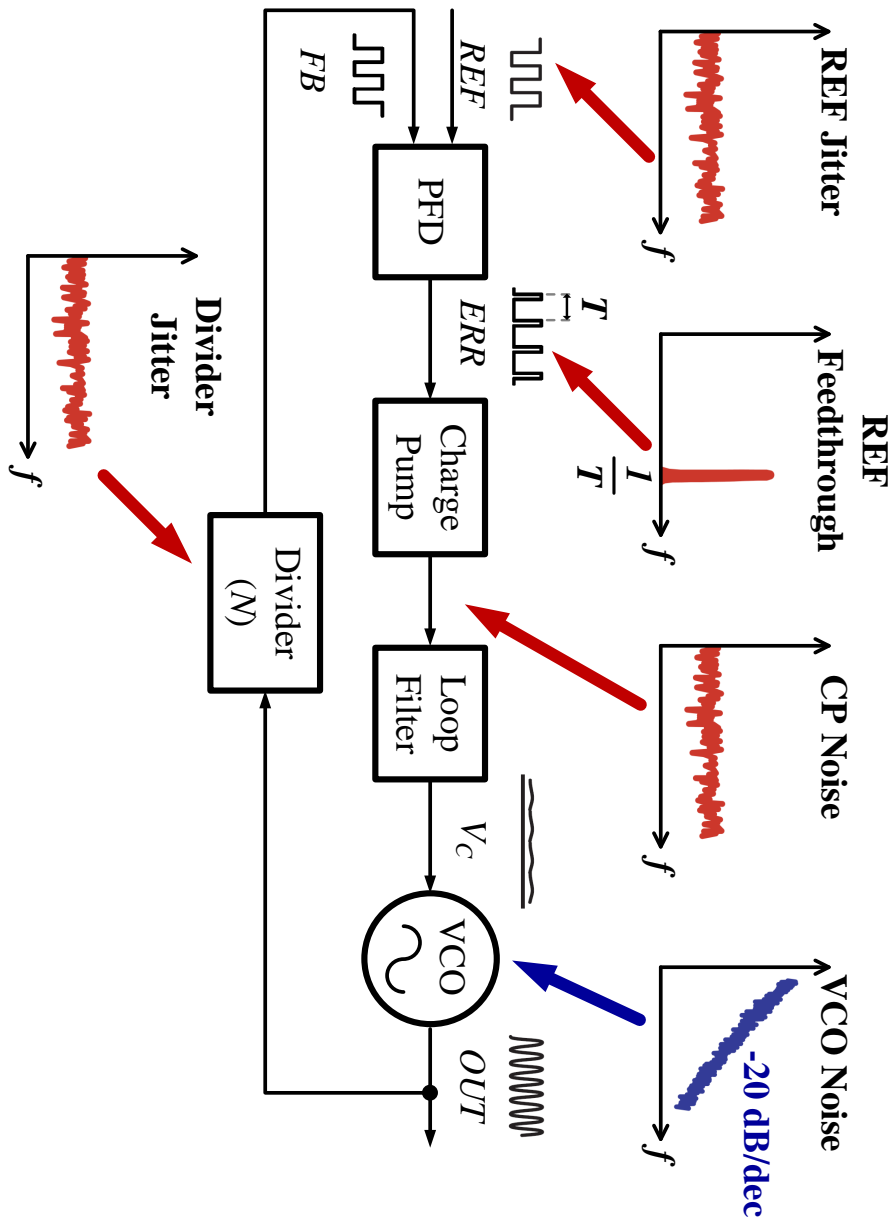 REF Jitter
f
REF
Feedthrough
1
T
f
CP Noise
f
VCO Noise
-20 dB/dec
f
T
REF
FB
PFD
ERR
Charge
Pump
Loop
Filter
V_C
VCO
OUT
Divider
(N)
Divider
Jitter
f